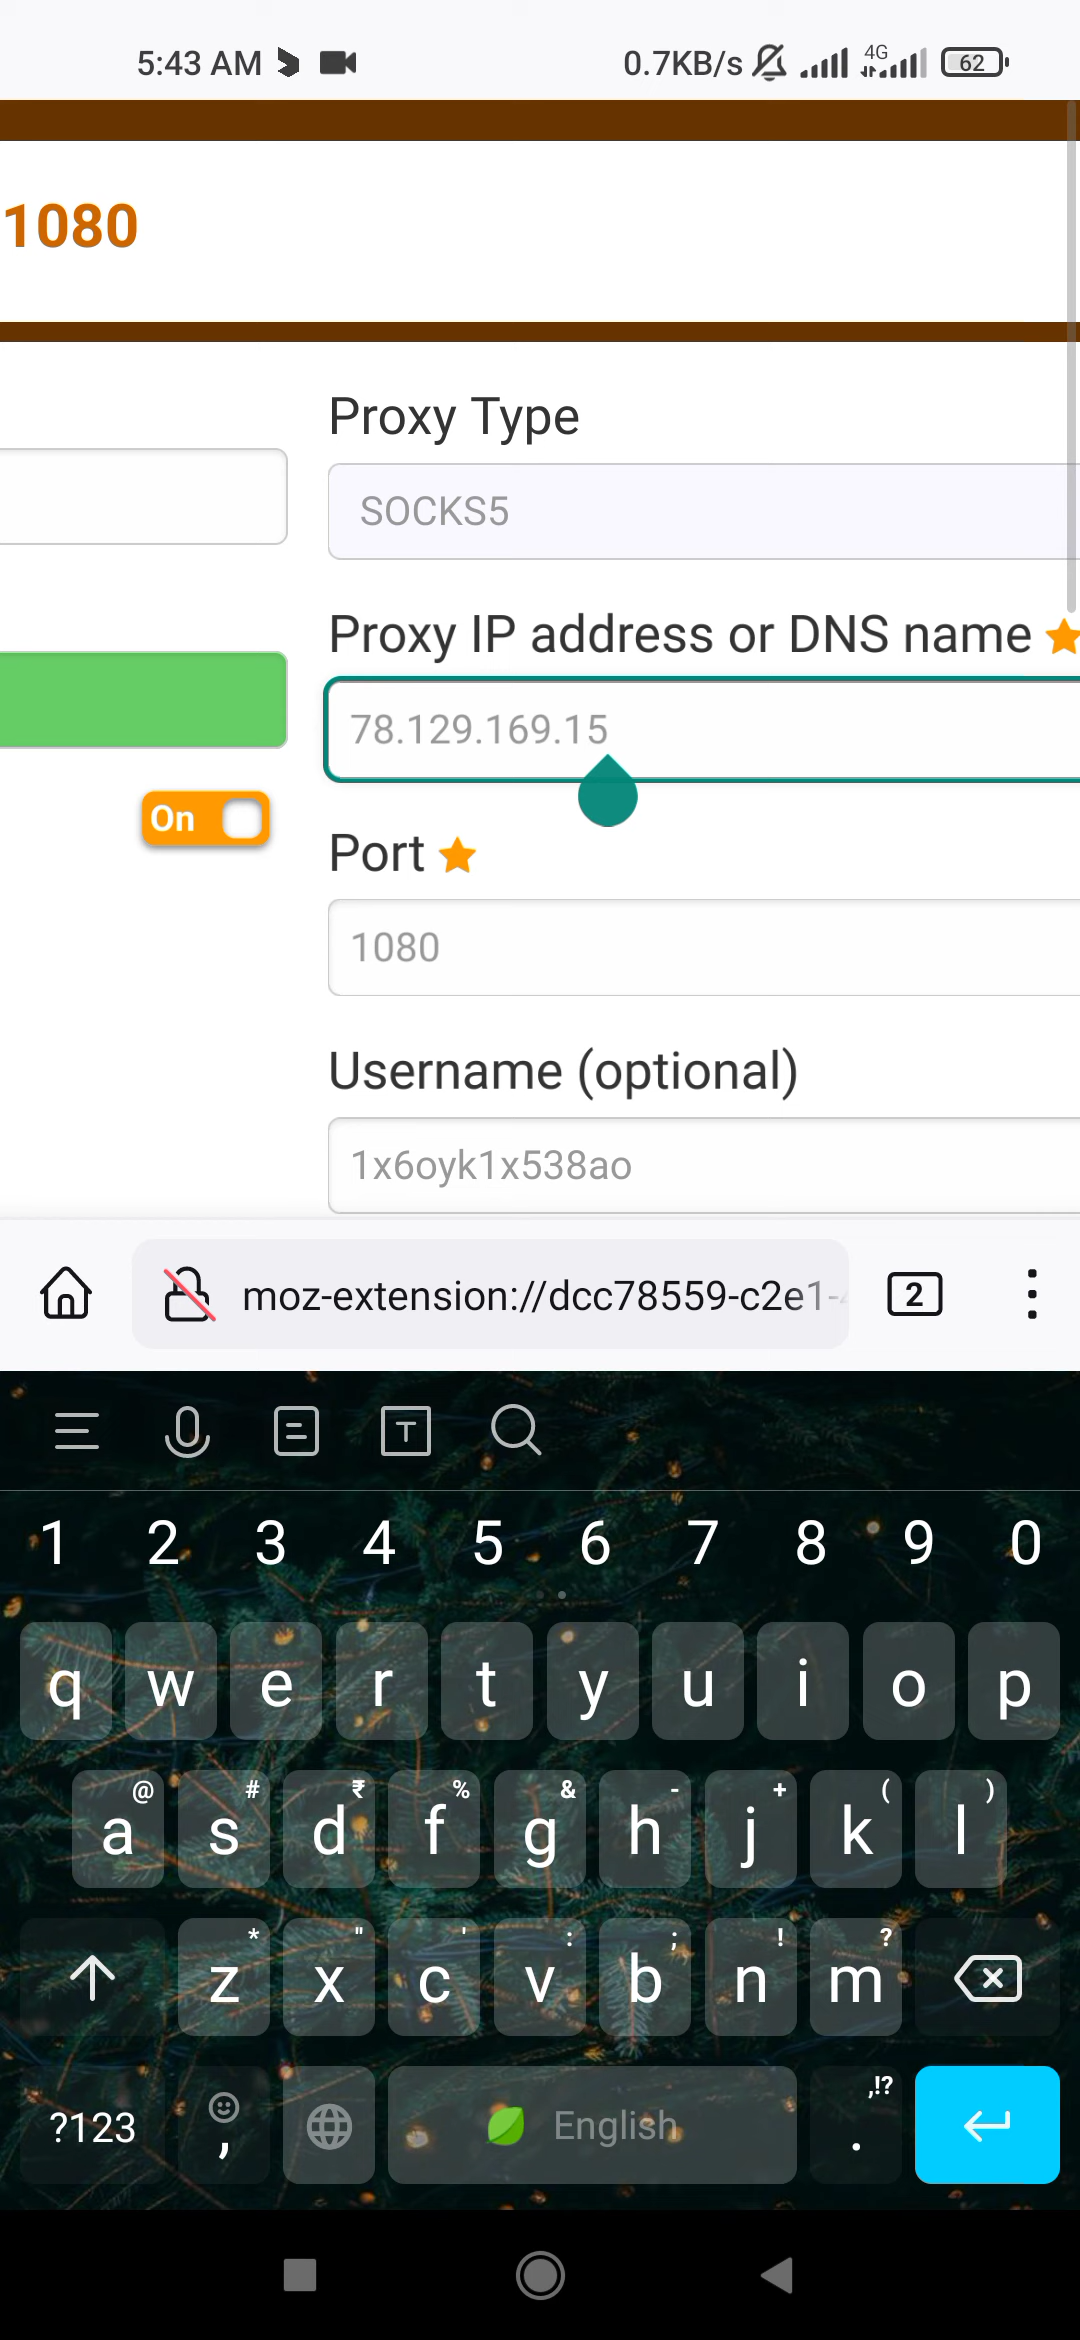 5:43 AM 0.7KB/s 4G 62
1080
Proxy Type
SOCKS5
Proxy IP address or DNS name
78.129.169.15
On
Port
1080
Username (optional)
1x6oyk1x538ao
moz-extension://dcc78559-c2e1-
2
T
1 2 3 4 5 6 7 8 9 0
q w e r t y u i o p
@ # ₹ % & - + ( )
a s d f g h j k l
* " ' : ; ! ?
z x c v b n m
,!?
?123 , English .